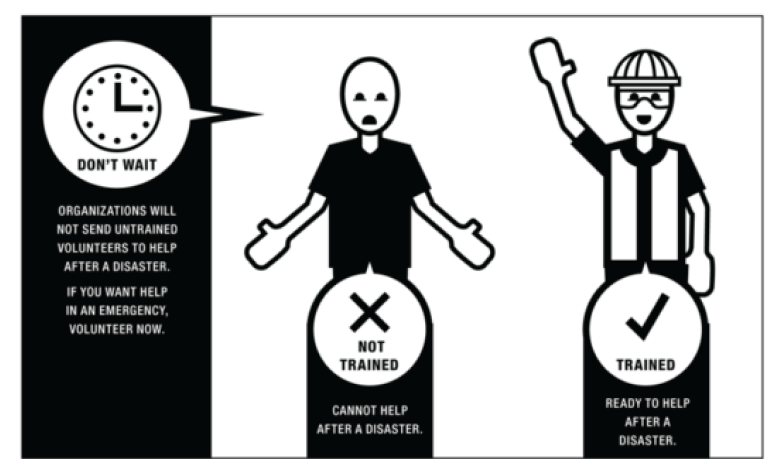 DON'T WAIT
ORGANIZATIONS WILL
NOT SEND UNTRAINED
VOLUNTEERS TO HELP
AFTER A DISASTER.
IF YOU WANT HELP
IN AN EMERGENCY,
VOLUNTEER NOW.
NOT
TRAINED
CANNOT HELP
AFTER A DISASTER.
TRAINED
READY TO HELP
AFTER A
DISASTER.